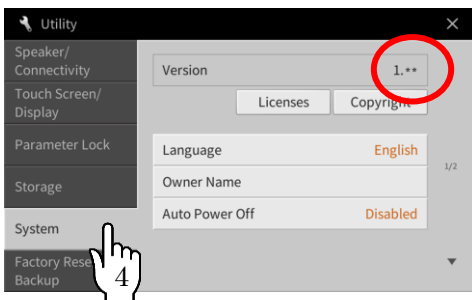 Utility
Speaker/
Connectivity
Touch Screen/
Display
Parameter Lock
Storage
System
Factory Rese
Backup
Version 1.**
Licenses Copyright
Language English
Owner Name
Auto Power Off Disabled
1/2
4